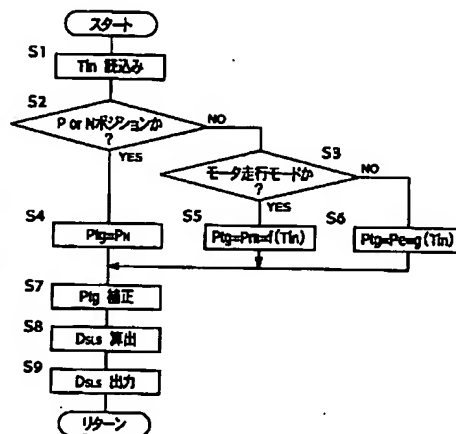 スタート
S1
Tin 読込み
S2
P or Nポジションか
?
NO
YES
S3
モータ走行モードか
?
NO
YES
S4
Ptg=PN
S5
Ptg=Pm=f(Tin)
S6
Ptg=Pe=g(Tin)
S7
Ptg 補正
S8
DSLS 算出
S9
DSLS 出力
リターン